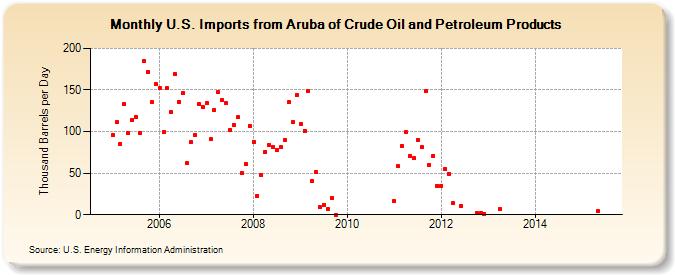 Monthly U.S. Imports from Aruba of Crude Oil and Petroleum Products
Thousand Barrels per Day
200
150
100
50
0
2006 2008 2010 2012 2014
Source: U.S. Energy Information Administration